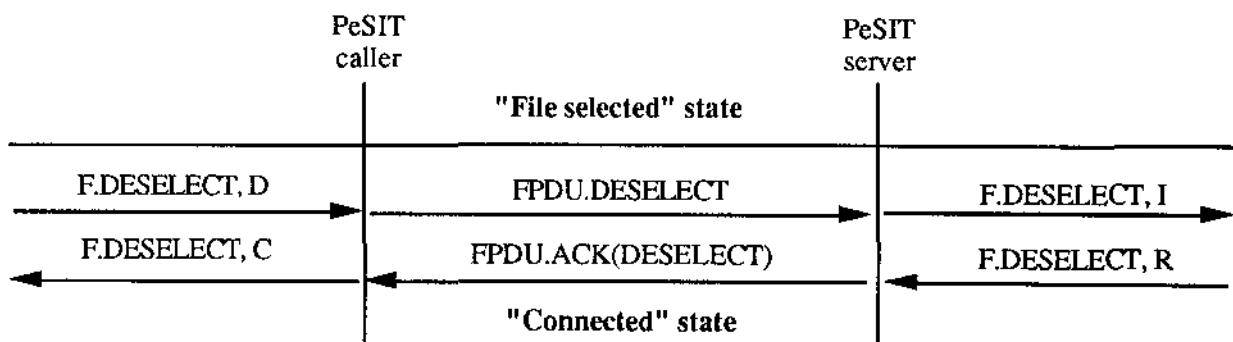 PeSIT
caller
PeSIT
server
"File selected" state
F.DESELECT, D
FPDU.DESELECT
F.DESELECT, I
F.DESELECT, C
FPDU.ACK(DESELECT)
F.DESELECT, R
"Connected" state